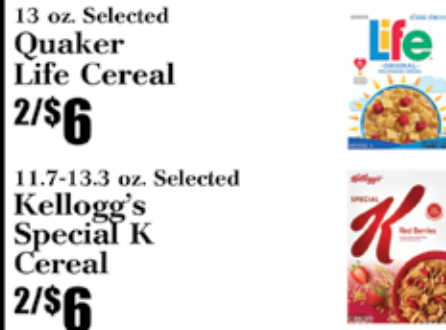 13 oz. Selected
Quaker
Life Cereal
2/$6
Life
ORIGINAL
11.7-13.3 oz. Selected
Kellogg's
Special K
Cereal
2/$6
Kellogg's
SPECIAL
K
Red Berries